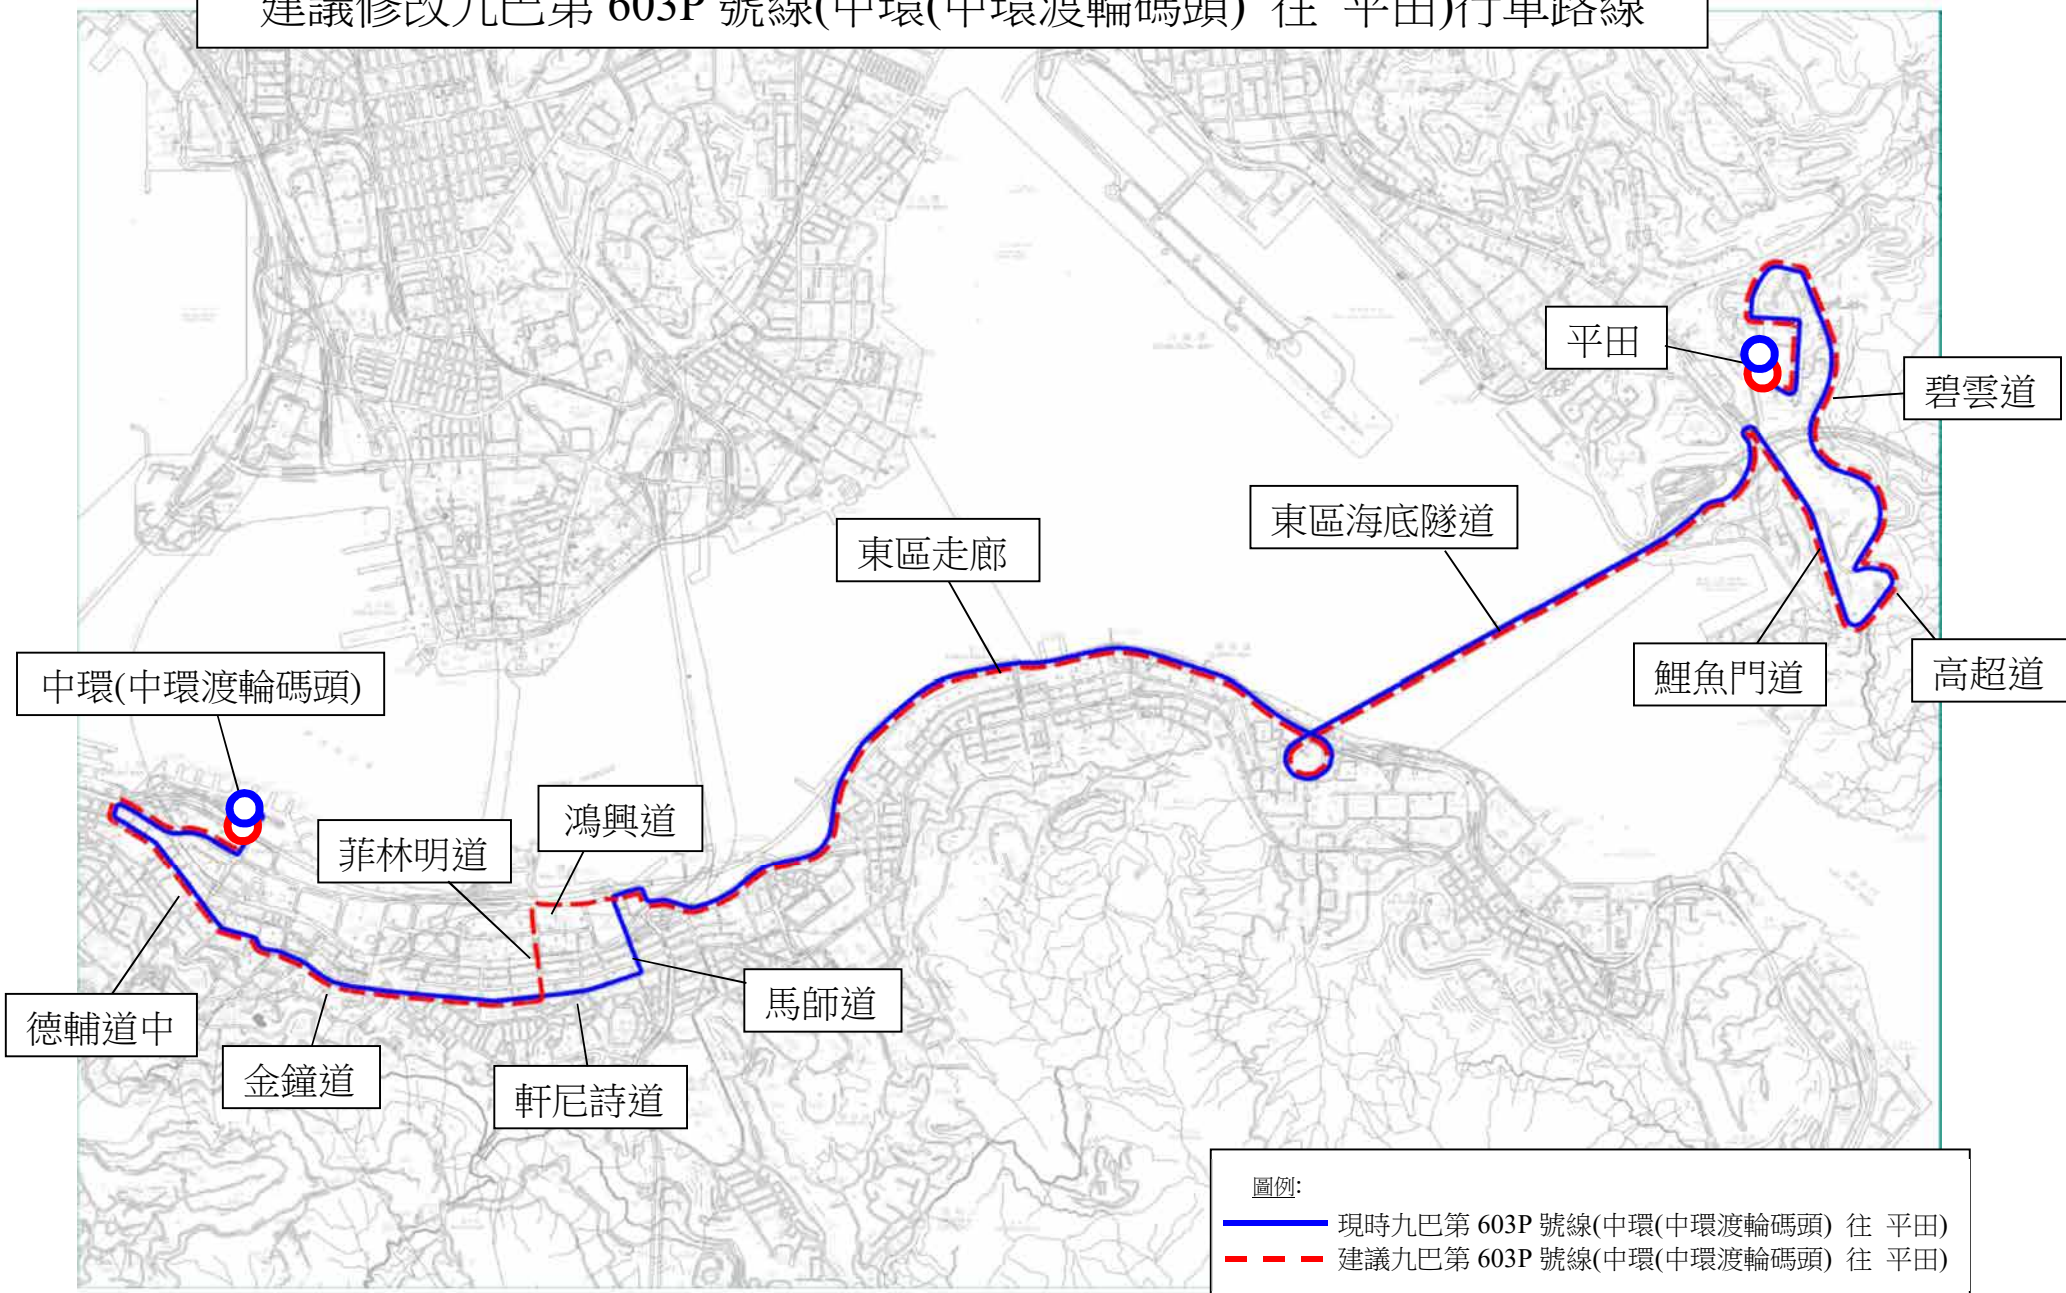 建議修改九巴第 603P 號線(中環(中環渡輪碼頭) 往 平田)行車路線
平田
碧雲道
東區海底隧道
東區走廊
鯉魚門道
高超道
中環(中環渡輪碼頭)
鴻興道
菲林明道
馬師道
德輔道中
金鐘道
軒尼詩道
圖例:
現時九巴第 603P 號線(中環(中環渡輪碼頭) 往 平田)
建議九巴第 603P 號線(中環(中環渡輪碼頭) 往 平田)